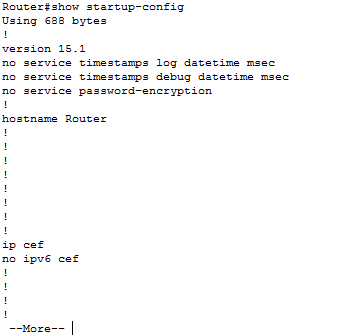 Router#show startup-config
Using 688 bytes
!
version 15.1
no service timestamps log datetime msec
no service timestamps debug datetime msec
no service password-encryption
!
hostname Router
!
!
!
!
!
!
!
!
ip cef
no ipv6 cef
!
!
!
!
 --More--